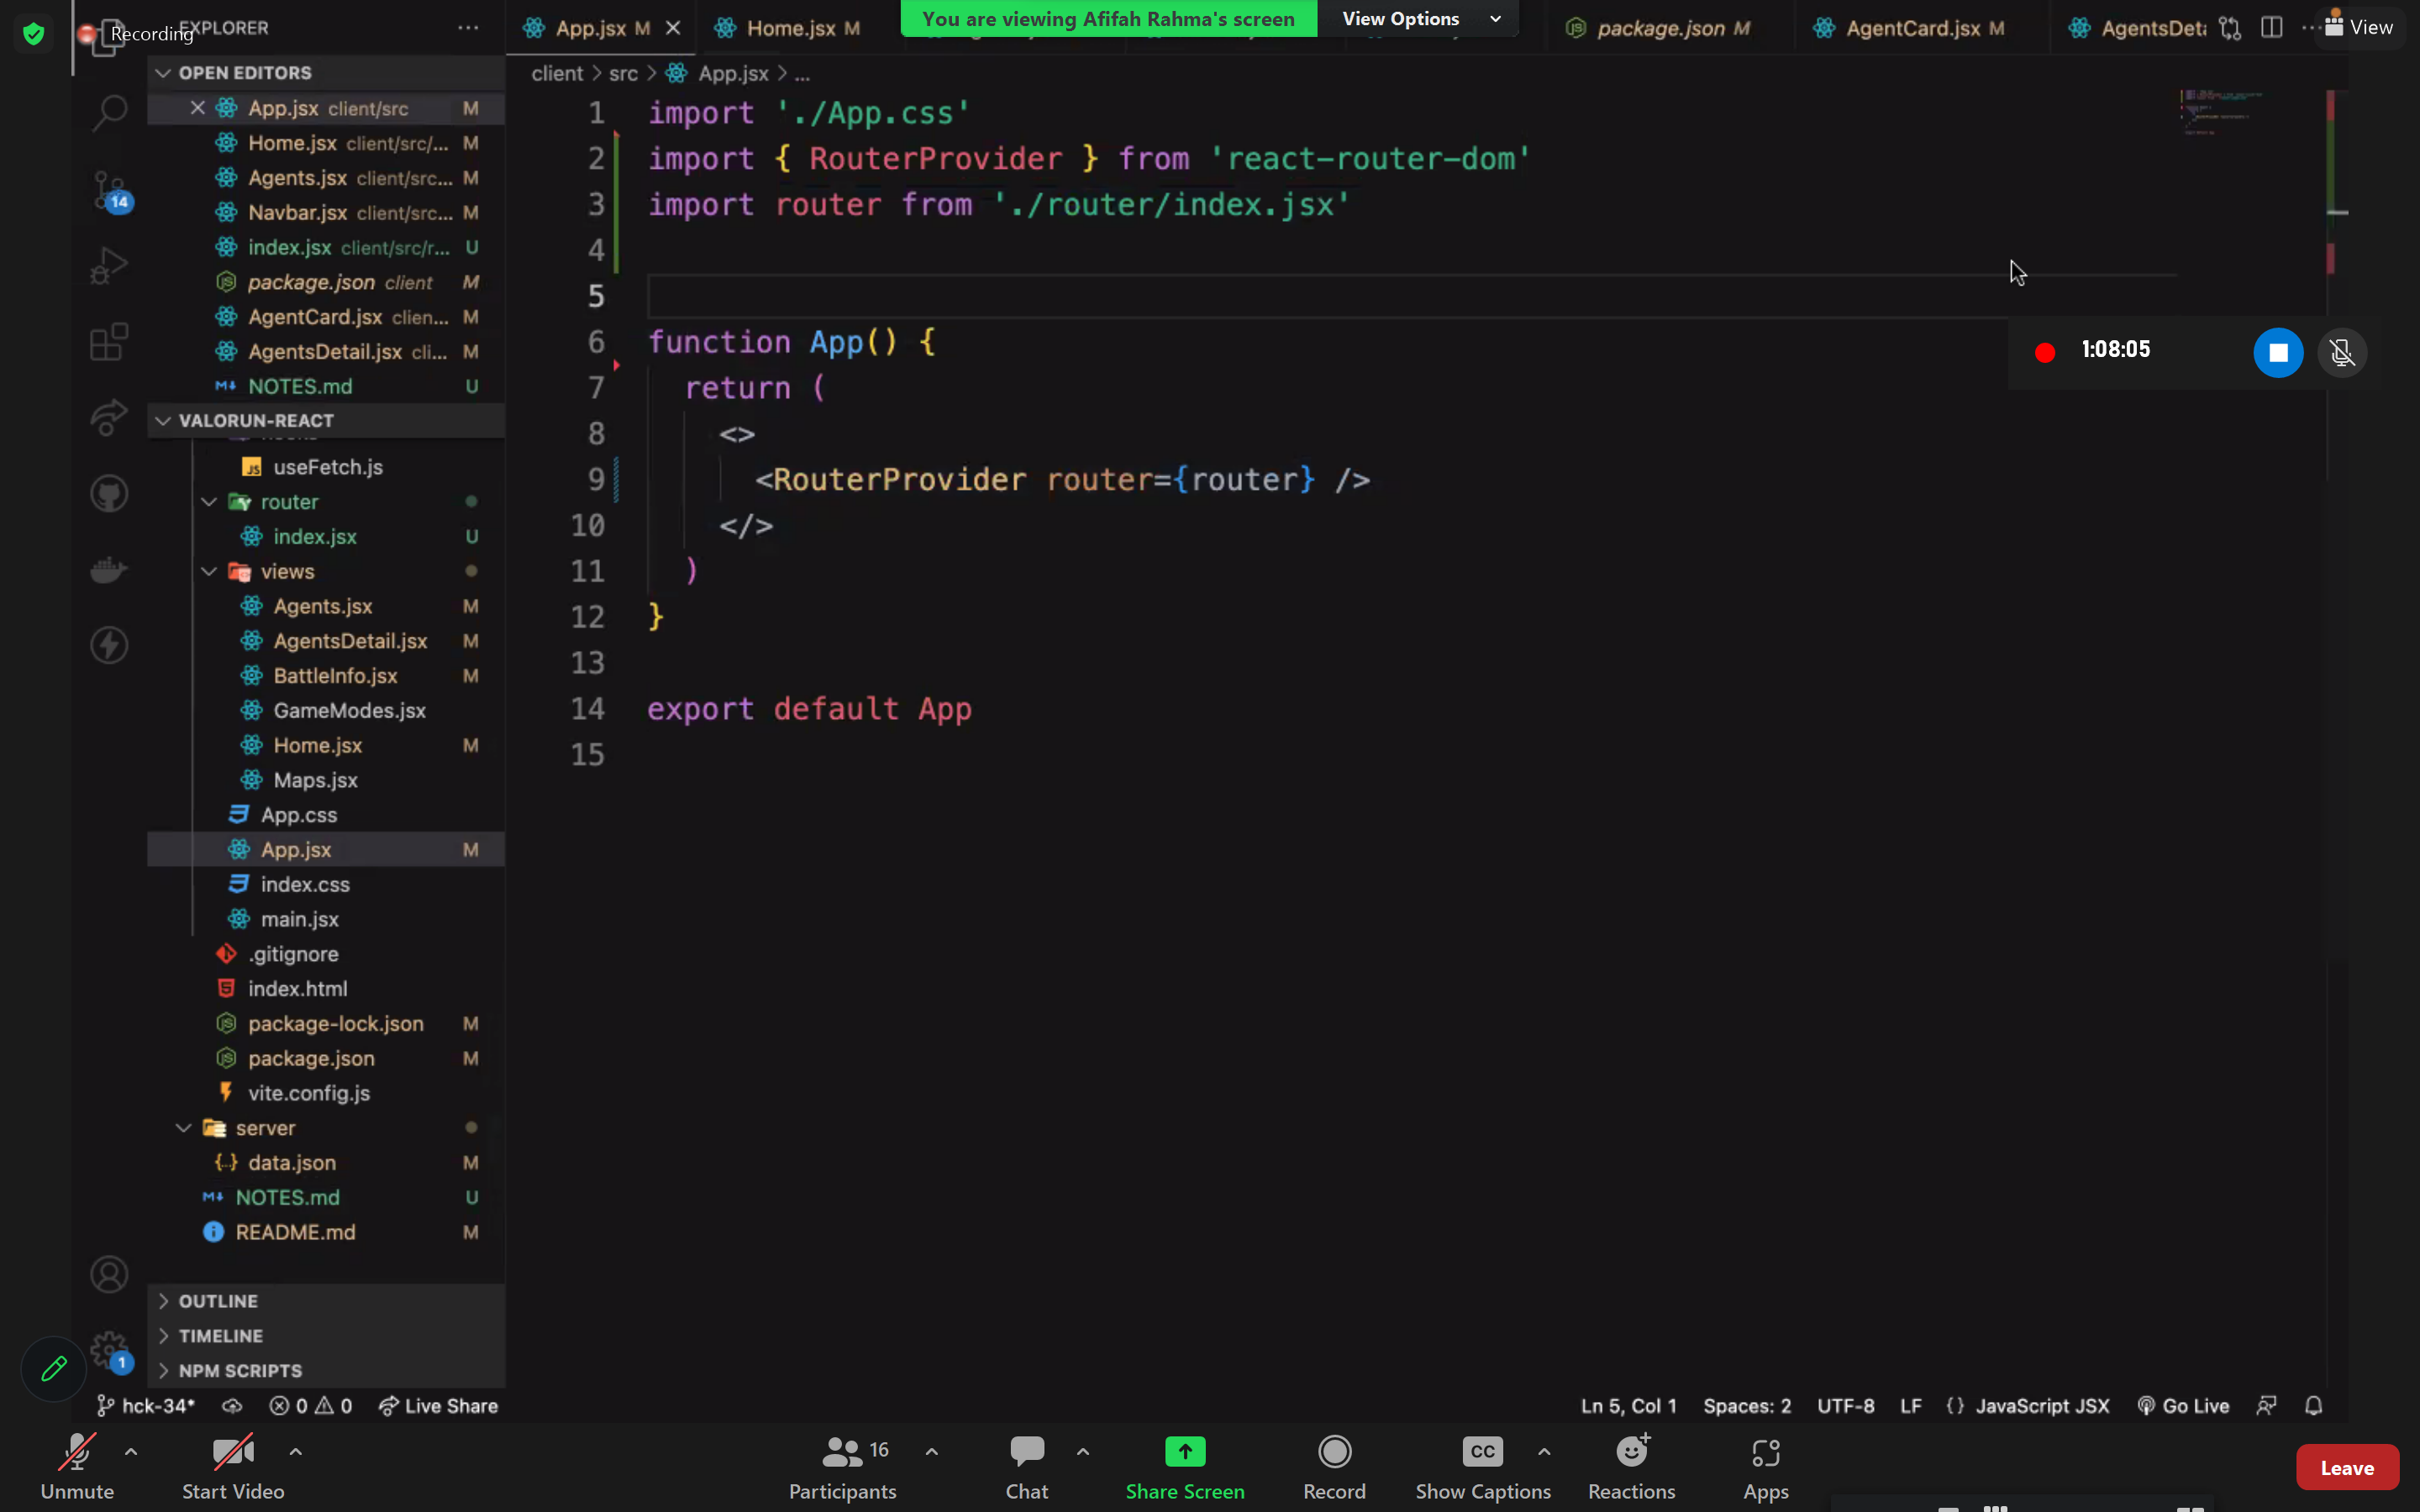 Recording
EXPLORER
App.jsx M
Home.jsx M
You are viewing Afifah Rahma's screen
View Options
package.json M
AgentCard.jsx M
AgentsDeta
View
OPEN EDITORS
App.jsx client/src M
Home.jsx client/src/... M
Agents.jsx client/src... M
Navbar.jsx client/src... M
index.jsx client/src/r... U
package.json client M
AgentCard.jsx clien... M
AgentsDetail.jsx cli... M
NOTES.md U
VALORUN-REACT
useFetch.js
router
index.jsx U
views
Agents.jsx M
AgentsDetail.jsx M
BattleInfo.jsx M
GameModes.jsx
Home.jsx M
Maps.jsx
App.css
App.jsx M
index.css
main.jsx
.gitignore
index.html
package-lock.json M
package.json M
vite.config.js
server
data.json M
NOTES.md U
README.md M
OUTLINE
TIMELINE
NPM SCRIPTS
14
1
client > src > App.jsx > ...
1 import './App.css'
2 import { RouterProvider } from 'react-router-dom'
3 import router from './router/index.jsx'
4
5
6 function App() {
7 return (
8 <>
9 <RouterProvider router={router} />
10 </>
11 )
12 }
13
14 export default App
15
1:08:05
hck-34* 0 0 Live Share
Ln 5, Col 1 Spaces: 2 UTF-8 LF {} JavaScript JSX Go Live
Unmute
Start Video
16
Participants
Chat
Share Screen
Record
CC
Show Captions
Reactions
Apps
Leave